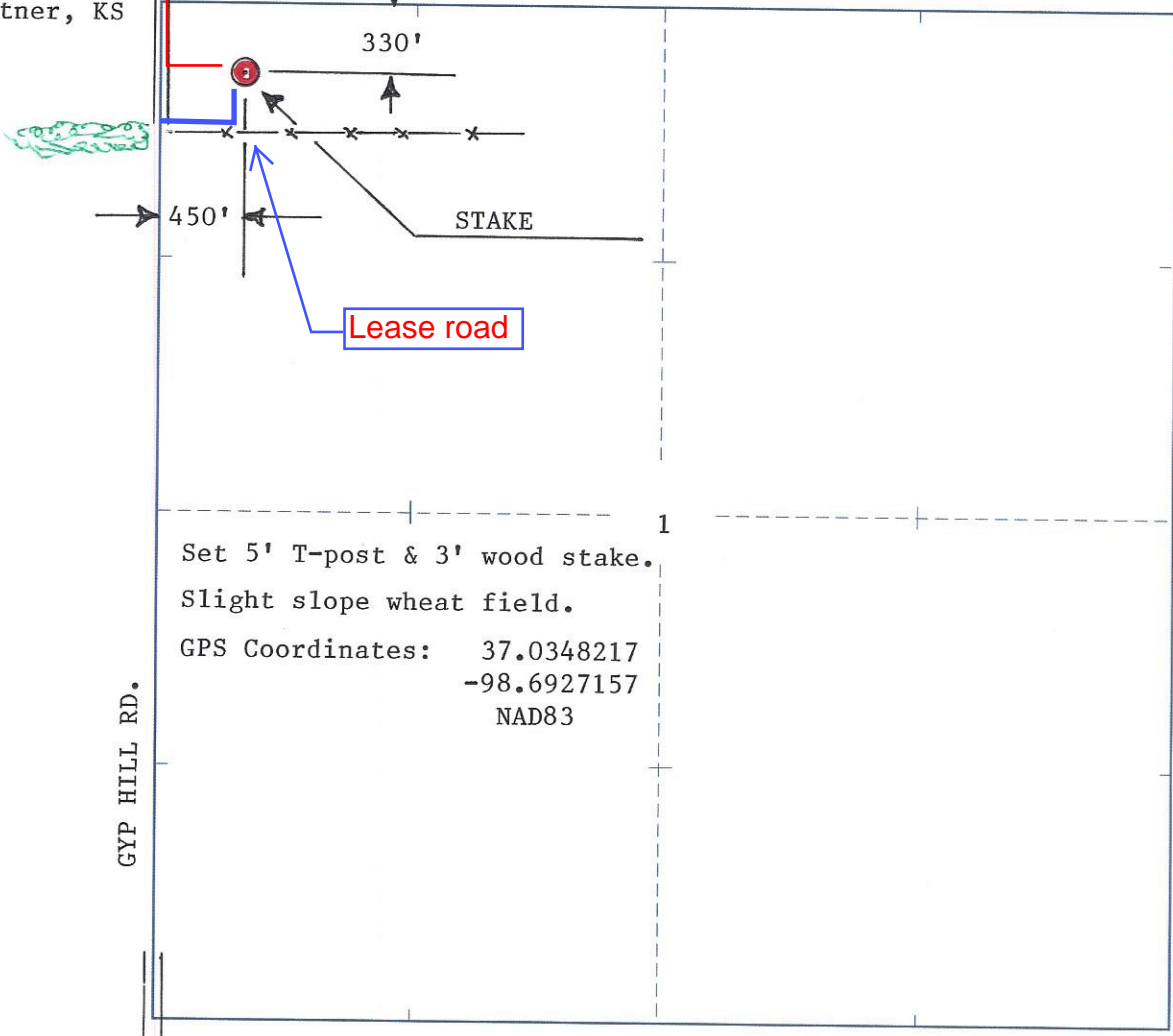 tner, KS
330'
450'
STAKE
Lease road
1
Set 5' T-post & 3' wood stake.
Slight slope wheat field.
GPS Coordinates: 37.0348217
-98.6927157
NAD83
GYP HILL RD.